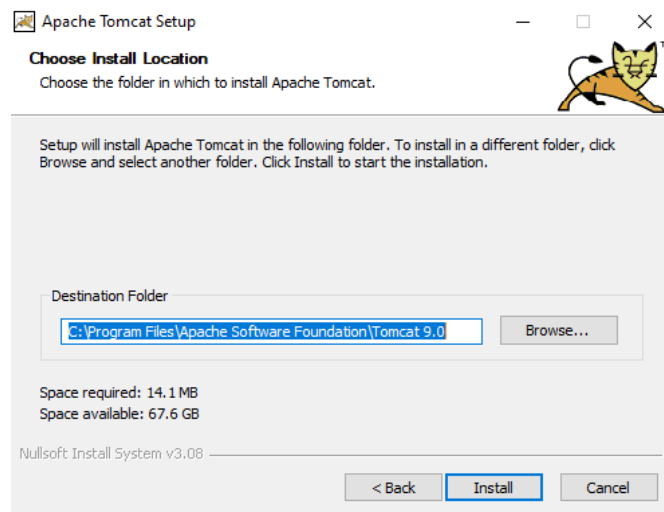 Apache Tomcat Setup
Choose Install Location
Choose the folder in which to install Apache Tomcat.
Setup will install Apache Tomcat in the following folder. To install in a different folder, click
Browse and select another folder. Click Install to start the installation.
Destination Folder
C:\Program Files\Apache Software Foundation\Tomcat 9.0
Browse...
Space required: 14.1 MB
Space available: 67.6 GB
Nullsoft Install System v3.08
< Back
Install
Cancel